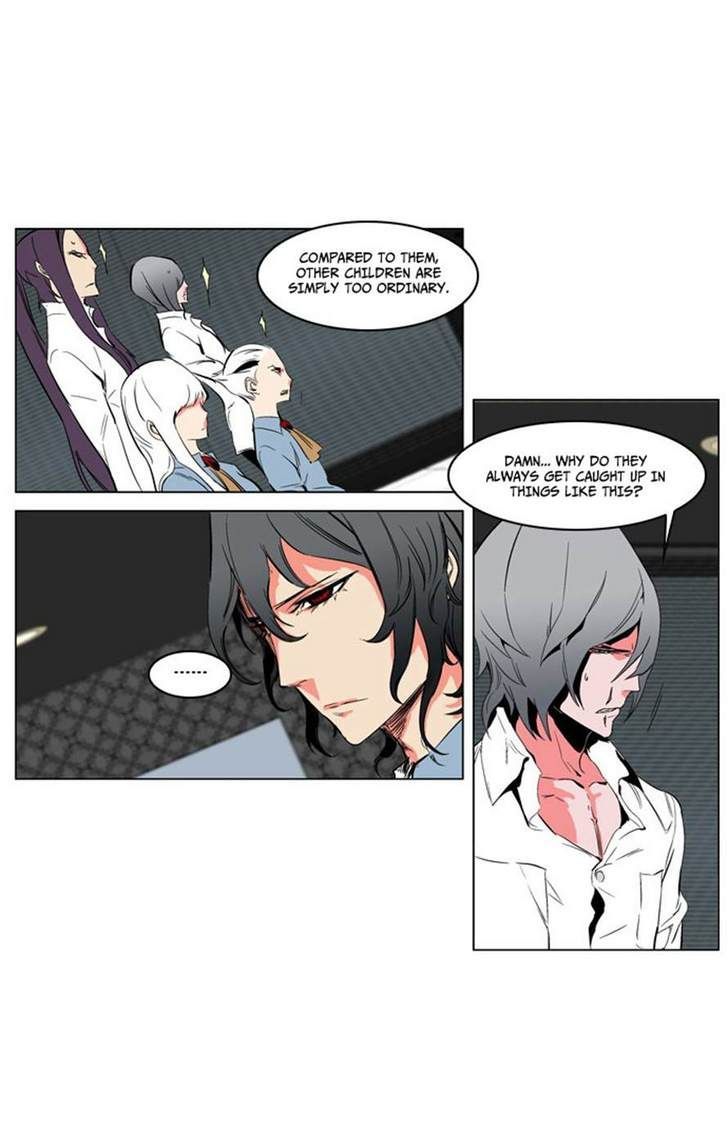 COMPARED TO THEM,
OTHER CHILDREN ARE
SIMPLY TOO ORDINARY.
DAMN... WHY DO THEY
ALWAYS GET CAUGHT UP IN
THINGS LIKE THIS?
------